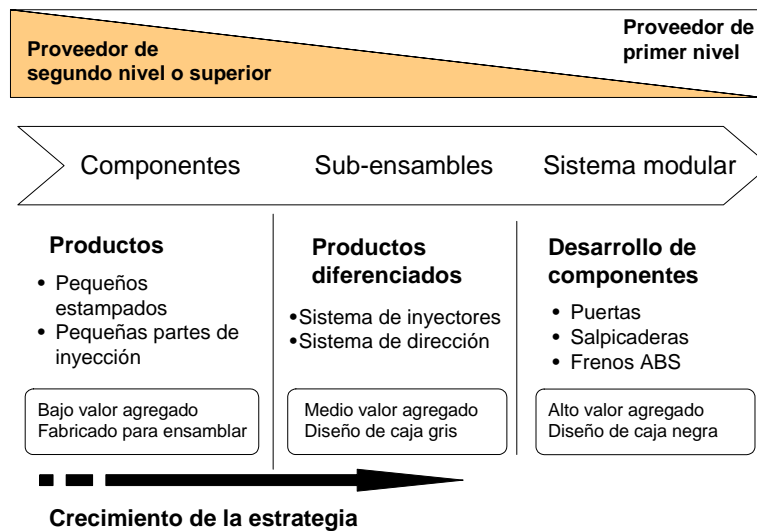 Proveedor de
segundo nivel o superior
Proveedor de
primer nivel
Componentes
Sub-ensambles
Sistema modular
Productos
• Pequeños
estampados
• Pequeñas partes de
inyección
Bajo valor agregado
Fabricado para ensamblar
Productos
diferenciados
•Sistema de inyectores
•Sistema de dirección
Medio valor agregado
Diseño de caja gris
Desarrollo de
componentes
• Puertas
• Salpicaderas
• Frenos ABS
Alto valor agregado
Diseño de caja negra
Crecimiento de la estrategia